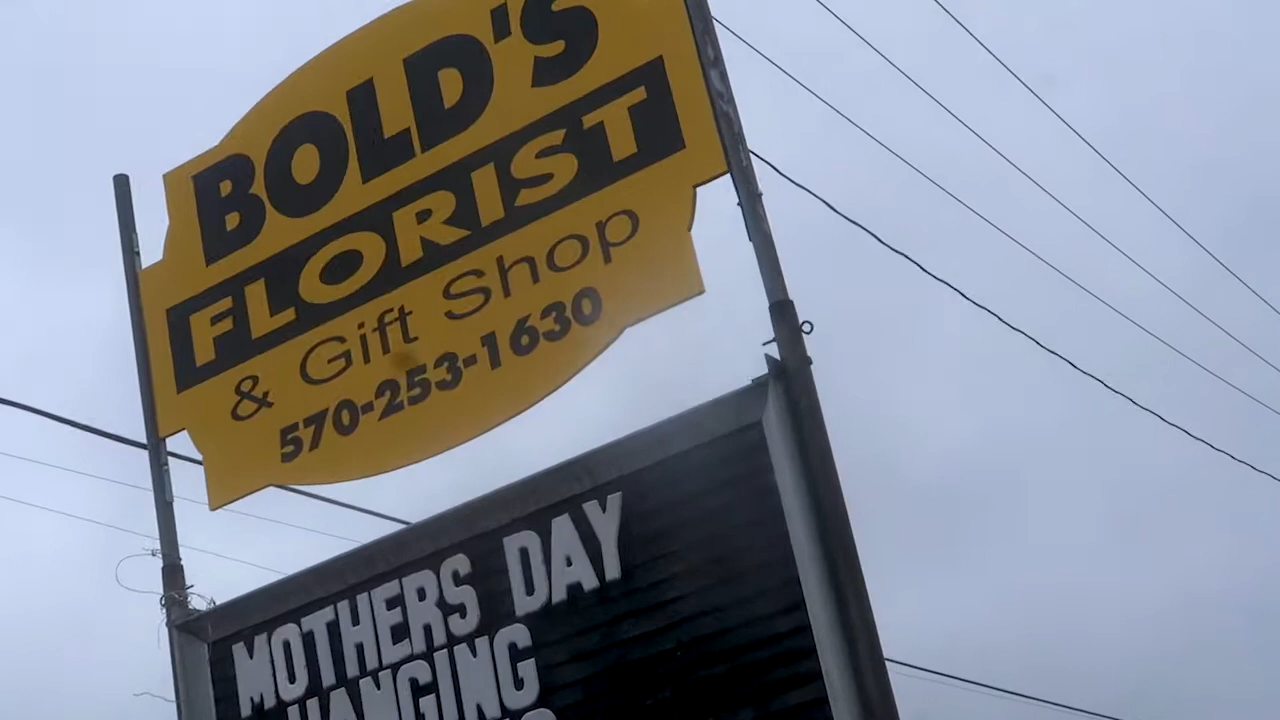 BOLD'S
FLORIST
& Gift Shop
570-253-1630
MOTHERS DAY
HANGING